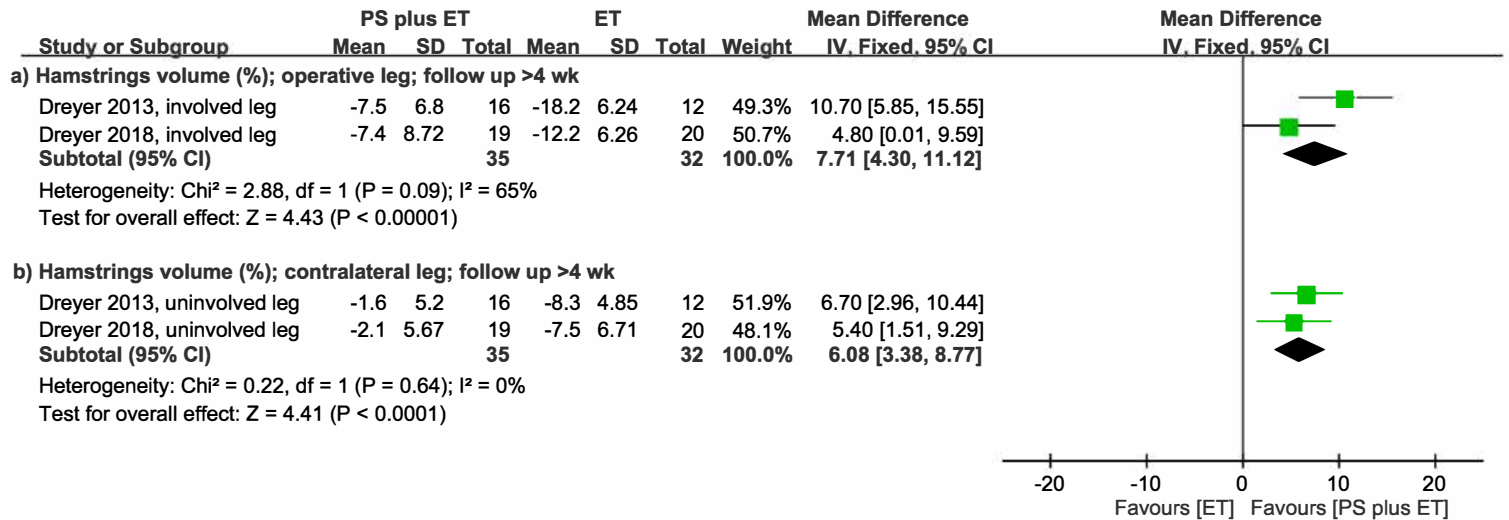 PS plus ET ET Mean Difference Mean Difference
Study or Subgroup Mean SD Total Mean SD Total Weight IV, Fixed, 95% CI IV, Fixed, 95% CI
a) Hamstrings volume (%); operative leg; follow up >4 wk
Dreyer 2013, involved leg -7.5 6.8 16 -18.2 6.24 12 49.3% 10.70 [5.85, 15.55]
Dreyer 2018, involved leg -7.4 8.72 19 -12.2 6.26 20 50.7% 4.80 [0.01, 9.59]
Subtotal (95% CI) 35 32 100.0% 7.71 [4.30, 11.12]
Heterogeneity: Chi² = 2.88, df = 1 (P = 0.09); I² = 65%
Test for overall effect: Z = 4.43 (P < 0.00001)
b) Hamstrings volume (%); contralateral leg; follow up >4 wk
Dreyer 2013, uninvolved leg -1.6 5.2 16 -8.3 4.85 12 51.9% 6.70 [2.96, 10.44]
Dreyer 2018, uninvolved leg -2.1 5.67 19 -7.5 6.71 20 48.1% 5.40 [1.51, 9.29]
Subtotal (95% CI) 35 32 100.0% 6.08 [3.38, 8.77]
Heterogeneity: Chi² = 0.22, df = 1 (P = 0.64); I² = 0%
Test for overall effect: Z = 4.41 (P < 0.0001)
-20 -10 0 10 20
Favours [ET] Favours [PS plus ET]